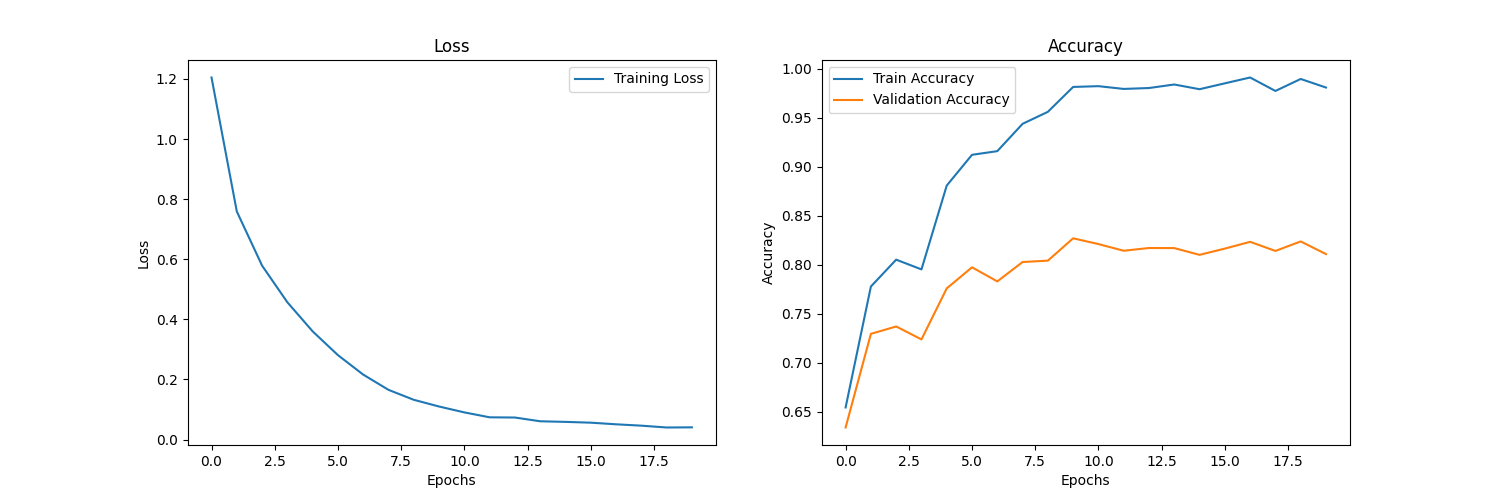 Loss
Training Loss
Loss
1.2
1.0
0.8
0.6
0.4
0.2
0.0
0.0 2.5 5.0 7.5 10.0 12.5 15.0 17.5
Epochs
Accuracy
Train Accuracy
Validation Accuracy
Accuracy
1.00
0.95
0.90
0.85
0.80
0.75
0.70
0.65
0.0 2.5 5.0 7.5 10.0 12.5 15.0 17.5
Epochs